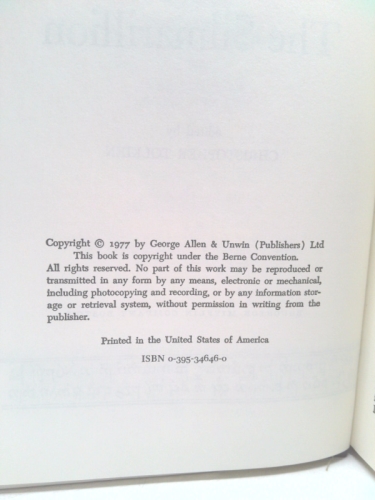 Copyright © 1977 by George Allen & Unwin (Publishers) Ltd
This book is copyright under the Berne Convention.
All rights reserved. No part of this work may be reproduced or
transmitted in any form by any means, electronic or mechanical,
including photocopying and recording, or by any information stor-
age or retrieval system, without permission in writing from the
publisher.
Printed in the United States of America
ISBN 0-395-34646-0